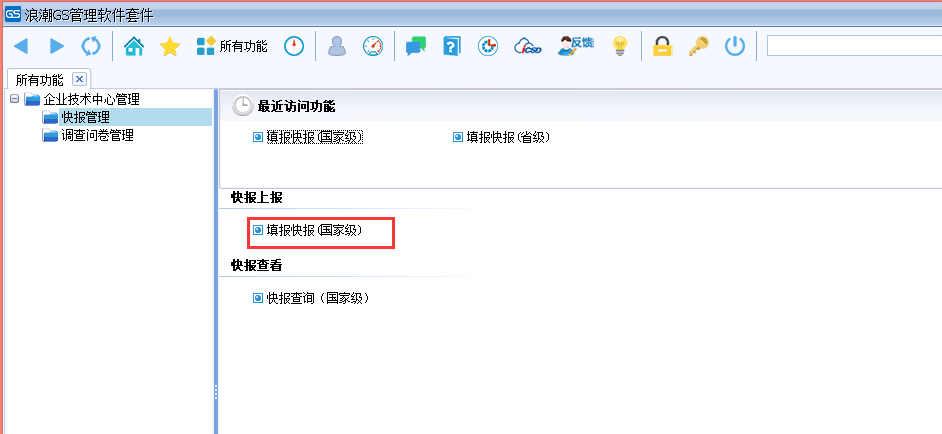 GS 浪潮GS管理软件套件
所有功能 iCSD 反馈
所有功能
企业技术中心管理
快报管理
调查问卷管理
最近访问功能
填报快报(国家级) 填报快报(省级)
快报上报
填报快报(国家级)
快报查看
快报查询(国家级)